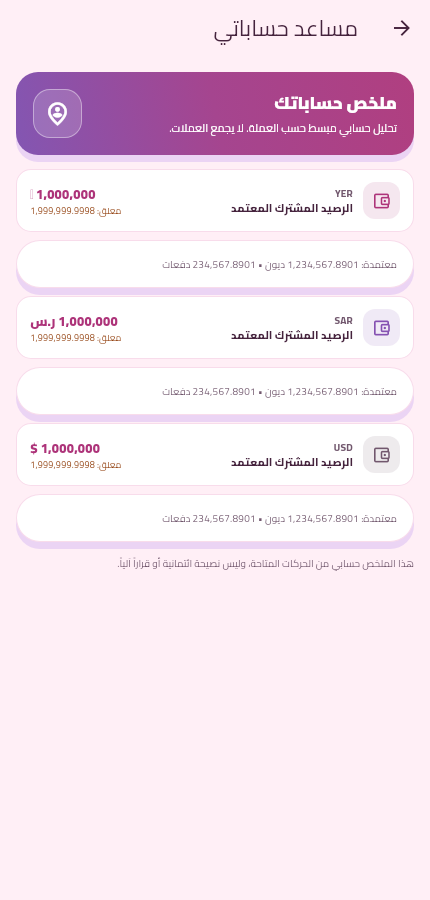 مساعد حساباتي
ملخص حساباتك
تحليل حسابي مبسط حسب العملة. لا يجمع العملات.
YER
الرصيد المشترك المعتمد
1,000,000
معلق: 1,999,999.9998
معتمدة: 1,234,567.8901 ديون • 234,567.8901 دفعات
SAR
الرصيد المشترك المعتمد
1,000,000 ر.س
معلق: 1,999,999.9998
معتمدة: 1,234,567.8901 ديون • 234,567.8901 دفعات
USD
الرصيد المشترك المعتمد
1,000,000 $
معلق: 1,999,999.9998
معتمدة: 1,234,567.8901 ديون • 234,567.8901 دفعات
هذا الملخص حسابي من الحركات المتاحة، وليس نصيحة ائتمانية أو قراراً آلياً.